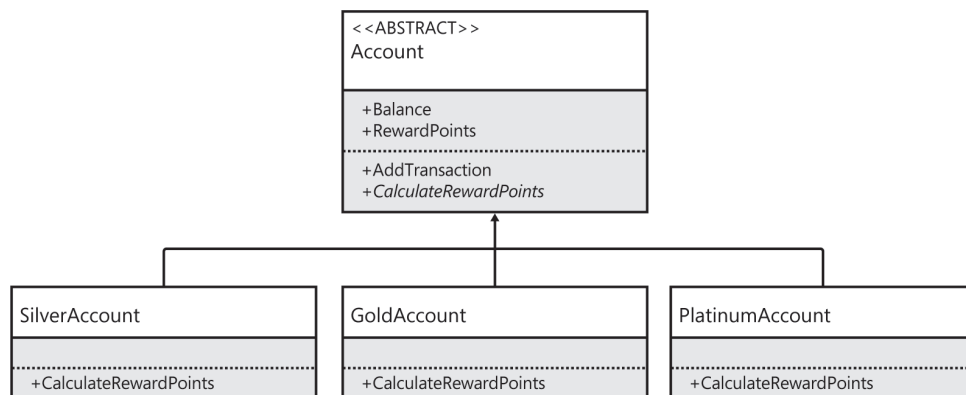 <<ABSTRACT>>
Account
+Balance
+RewardPoints
+AddTransaction
+CalculateRewardPoints
SilverAccount
GoldAccount
PlatinumAccount
+CalculateRewardPoints
+CalculateRewardPoints
+CalculateRewardPoints